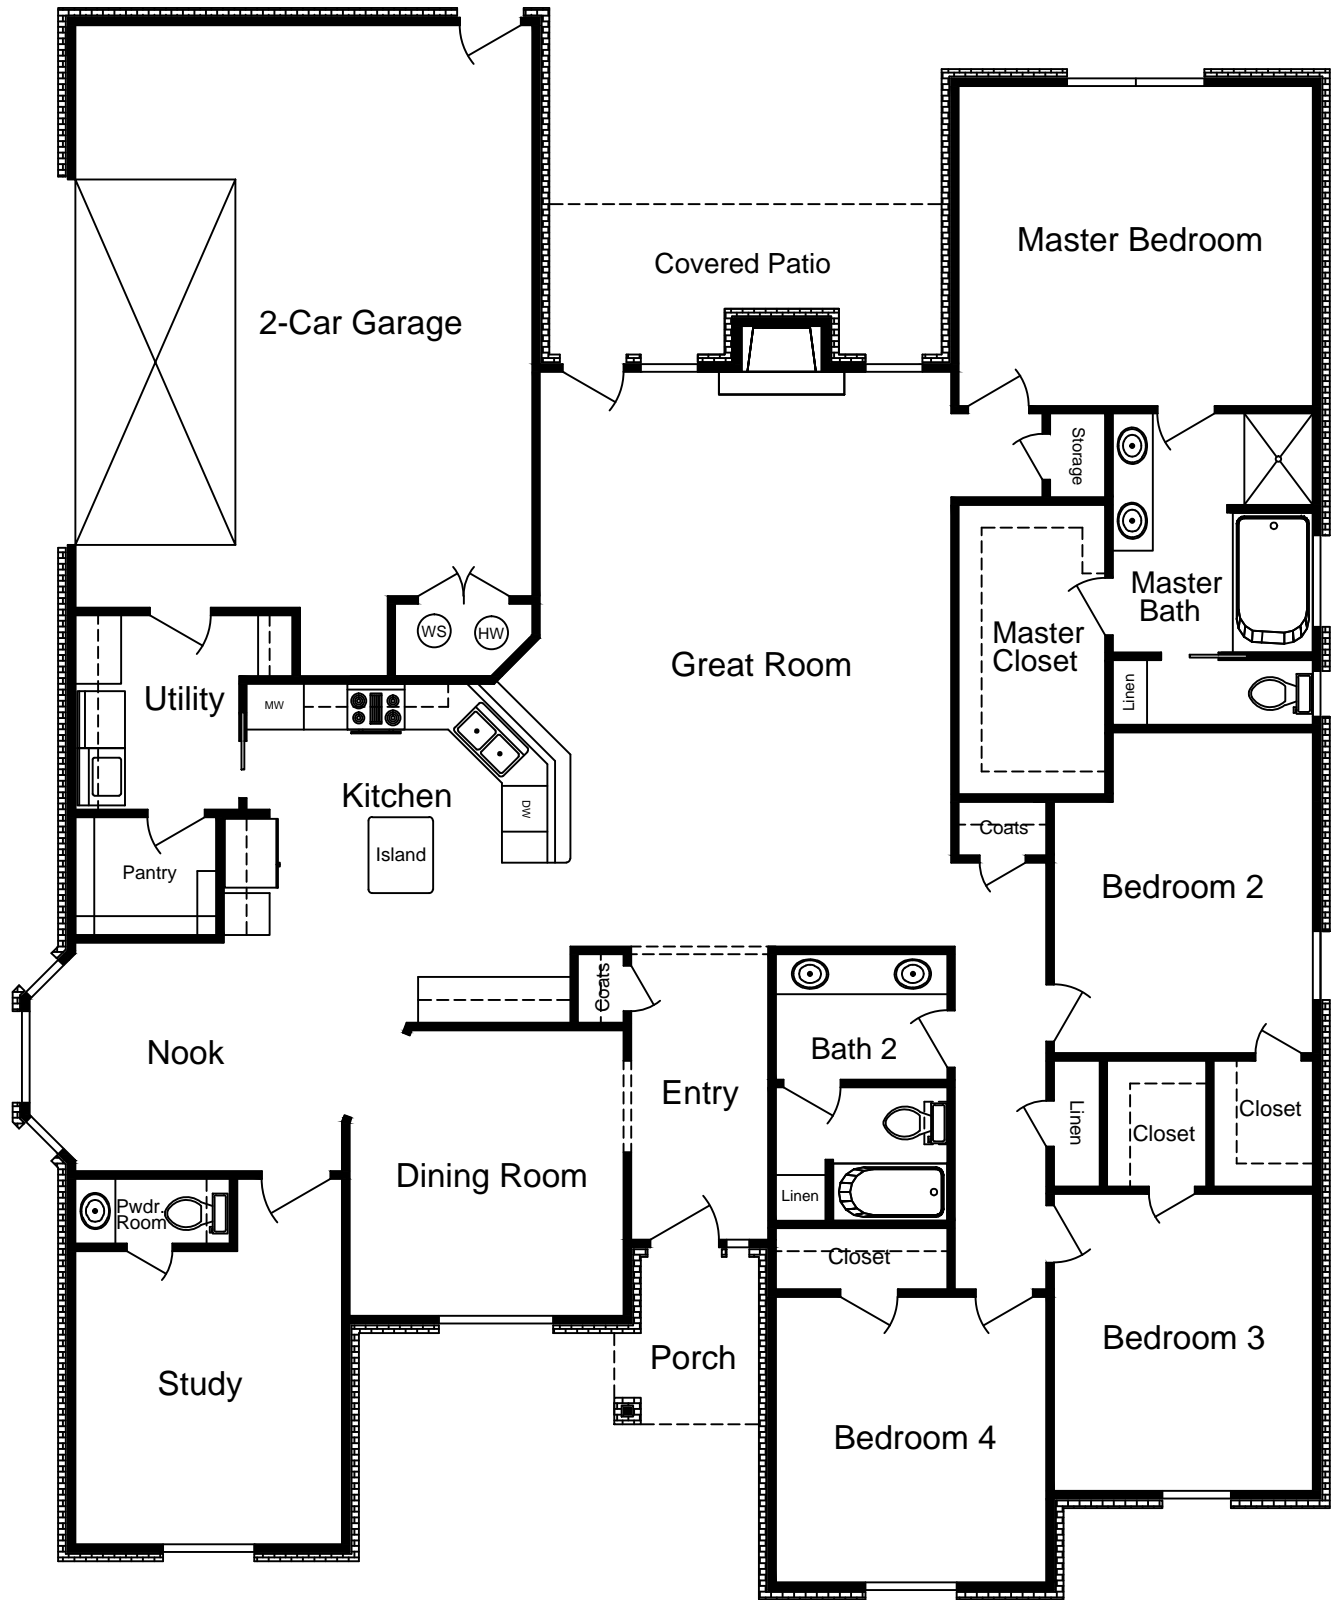 Master Bedroom
Covered Patio
2-Car Garage
Storage
Master
Bath
WS
HW
Master
Closet
Great Room
Linen
Utility
MW
Kitchen
DW
Coats
Island
Pantry
Bedroom 2
Coats
Nook
Bath 2
Entry
Linen
Closet
Closet
Dining Room
Linen
Pwdr.
Room
Closet
Porch
Bedroom 3
Study
Bedroom 4